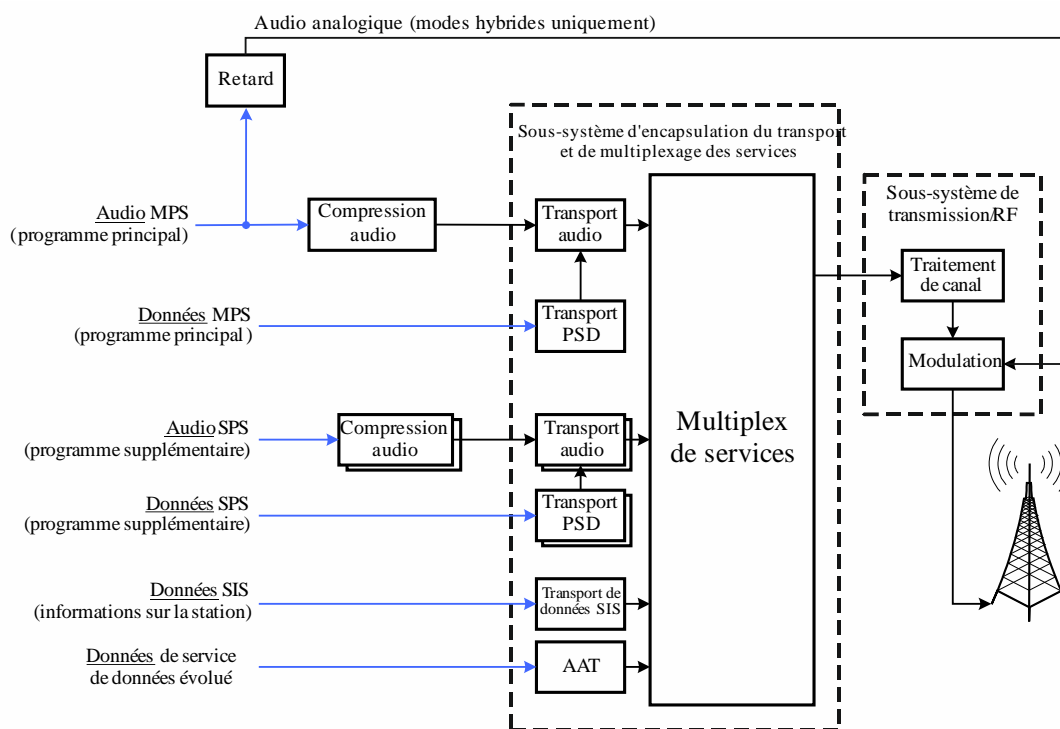 Audio analogique (modes hybrides uniquement)
Retard
Sous-système d'encapsulation du transport
et de multiplexage des services
Sous-système de
transmission/RF
Audio MPS
(programme principal)
Compression
audio
Transport
audio
Traitement
de canal
Données MPS
(programme principal)
Transport
PSD
Modulation
Audio SPS
(programme supplémentaire)
Compression
audio
Transport
audio
Multiplex
de services
Données SPS
(programme supplémentaire)
Transport
PSD
Données SIS
(informations sur la station)
Transport de
données SIS
Données de service
de données évolué
AAT